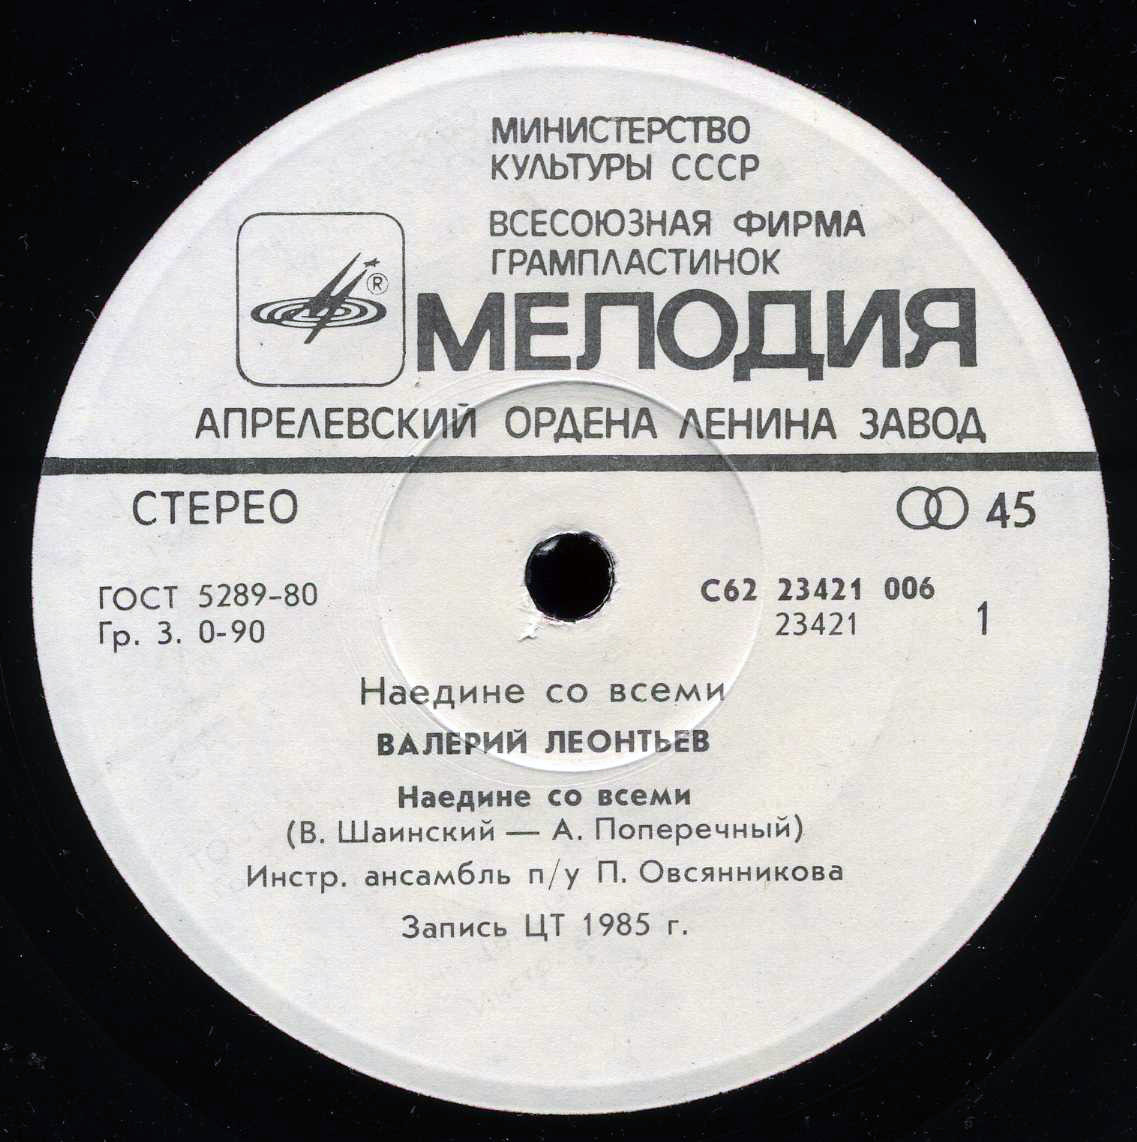 МИНИСТЕРСТВО
КУЛЬТУРЫ СССР
ВСЕСОЮЗНАЯ ФИРМА
ГРАМПЛАСТИНОК
®
МЕЛОДИЯ
АПРЕЛЕВСКИЙ ОРДЕНА ЛЕНИНА ЗАВОД
СТЕРЕО 45
ГОСТ 5289-80 С62 23421 006
Гр. 3. 0-90 23421 1
Наедине со всеми
ВАЛЕРИЙ ЛЕОНТЬЕВ
Наедине со всеми
(В. Шаинский — А. Поперечный)
Инстр. ансамбль п/у П. Овсянникова
Запись ЦТ 1985 г.